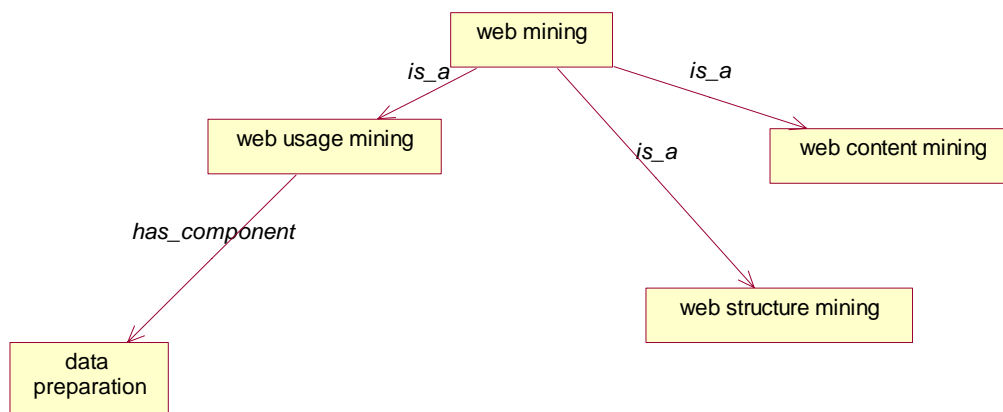 web mining
is_a
is_a
web usage mining
web content mining
is_a
has_component
web structure mining
data
preparation